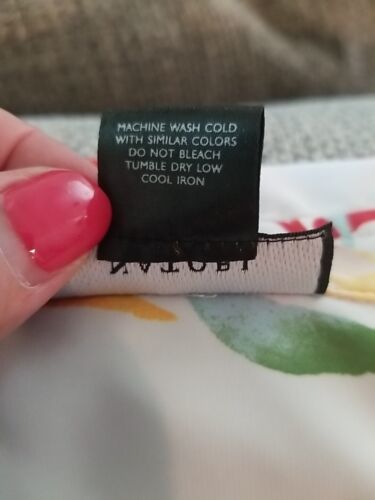 MACHINE WASH COLD
WITH SIMILAR COLORS
DO NOT BLEACH
TUMBLE DRY LOW
COOL IRON